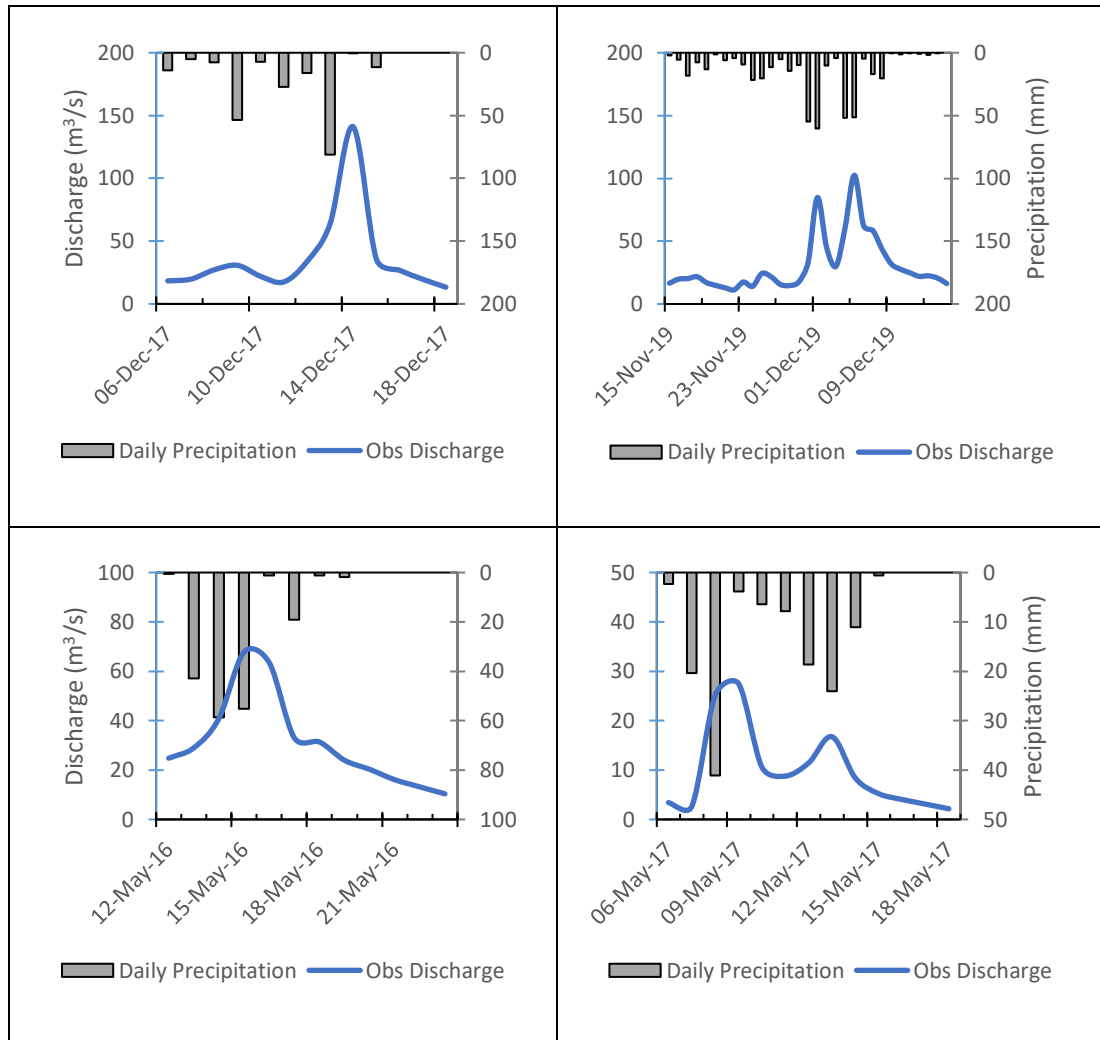 200
150
100
50
0
Discharge (m³/s)
0
50
100
150
200
06-Dec-17
10-Dec-17
14-Dec-17
18-Dec-17
Daily Precipitation
Obs Discharge
200
150
100
50
0
0
50
100
150
200
Precipitation (mm)
15-Nov-19
23-Nov-19
01-Dec-19
09-Dec-19
Daily Precipitation
Obs Discharge
100
80
60
40
20
0
Discharge (m³/s)
0
20
40
60
80
100
12-May-16
15-May-16
18-May-16
21-May-16
Daily Precipitation
Obs Discharge
50
40
30
20
10
0
0
10
20
30
40
50
Precipitation (mm)
06-May-17
09-May-17
12-May-17
15-May-17
18-May-17
Daily Precipitation
Obs Discharge